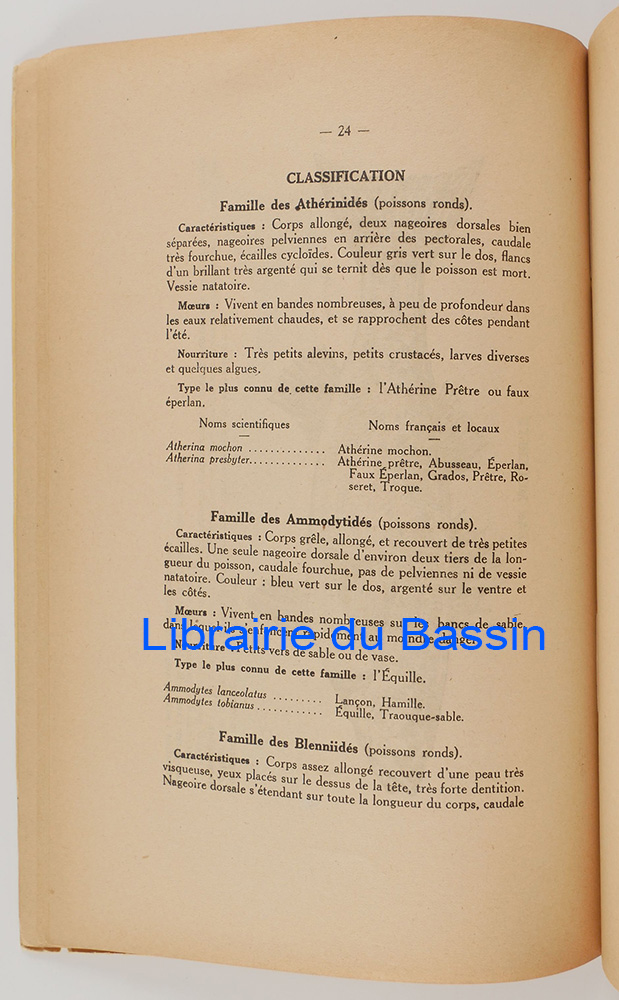 — 24 —
CLASSIFICATION
Famille des Athérinidés (poissons ronds).
Caractéristiques : Corps allongé, deux nageoires dorsales bien
séparées, nageoires pelviennes en arrière des pectorales, caudale
très fourchue, écailles cycloïdes. Couleur gris vert sur le dos, flancs
d'un brillant très argenté qui se ternit dès que le poisson est mort.
Vessie natatoire.
Mœurs : Vivent en bandes nombreuses, à peu de profondeur dans
les eaux relativement chaudes, et se rapprochent des côtes pendant
l'été.
Nourriture : Très petits alevins, petits crustacés, larves diverses
et quelques algues.
Type le plus connu de cette famille : l'Athérine Prêtre ou faux
éperlan.
Noms scientifiques Noms français et locaux
Atherina mochon .............. Athérine mochon.
Atherina presbyter.............. Athérine prêtre, Abusseau, Éperlan,
Faux Éperlan, Grados, Prêtre, Ro-
seret, Troque.
Famille des Ammodytidés (poissons ronds).
Caractéristiques : Corps grêle, allongé, et recouvert de très petites
écailles. Une seule nageoire dorsale d'environ deux tiers de la lon-
gueur du poisson, caudale fourchue, pas de pelviennes ni de vessie
natatoire. Couleur : bleu vert sur le dos, argenté sur le ventre et
les côtés.
Mœurs : Vivent en bandes nombreuses sur les bancs de sable,
dans lequel ils s'enfoncent rapidement au moindre danger.
Librairie du Bassin
Nourriture : Petits vers de sable ou de vase.
Type le plus connu de cette famille : l'Équille.
Ammodytes lanceolatus ......... Lançon, Hamille.
Ammodytes tobianus ............ Équille, Traouque-sable.
Famille des Blenniidés (poissons ronds).
Caractéristiques : Corps assez allongé recouvert d'une peau très
visqueuse, yeux placés sur le dessus de la tête, très forte dentition.
Nageoire dorsale s'étendant sur toute la longueur du corps, caudale